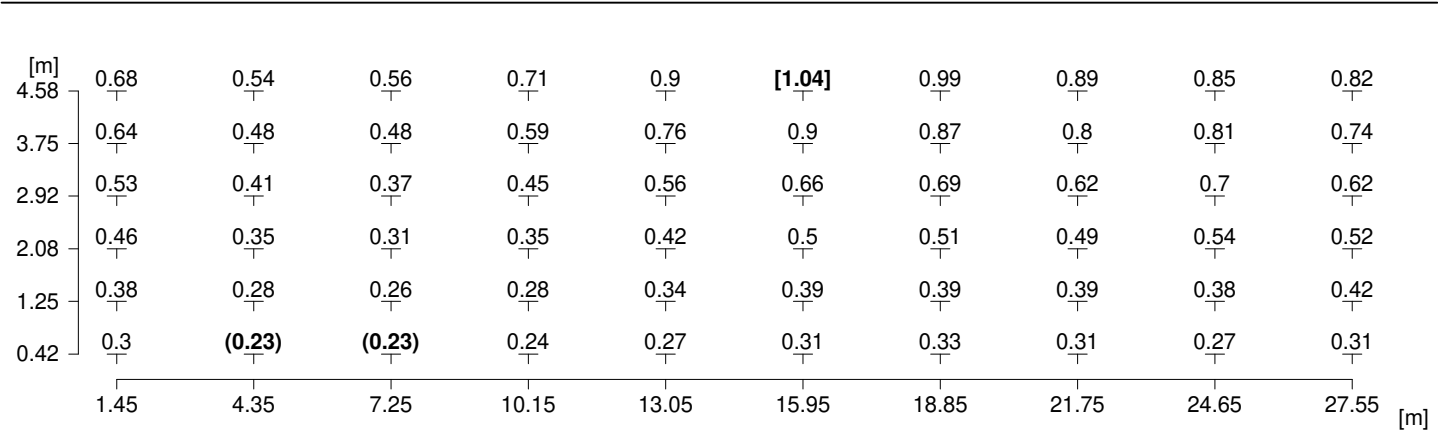 [m]
4.58 0.68 0.54 0.56 0.71 0.9 [1.04] 0.99 0.89 0.85 0.82
3.75 0.64 0.48 0.48 0.59 0.76 0.9 0.87 0.8 0.81 0.74
2.92 0.53 0.41 0.37 0.45 0.56 0.66 0.69 0.62 0.7 0.62
2.08 0.46 0.35 0.31 0.35 0.42 0.5 0.51 0.49 0.54 0.52
1.25 0.38 0.28 0.26 0.28 0.34 0.39 0.39 0.39 0.38 0.42
0.42 0.3 (0.23) (0.23) 0.24 0.27 0.31 0.33 0.31 0.27 0.31
1.45 4.35 7.25 10.15 13.05 15.95 18.85 21.75 24.65 27.55 [m]